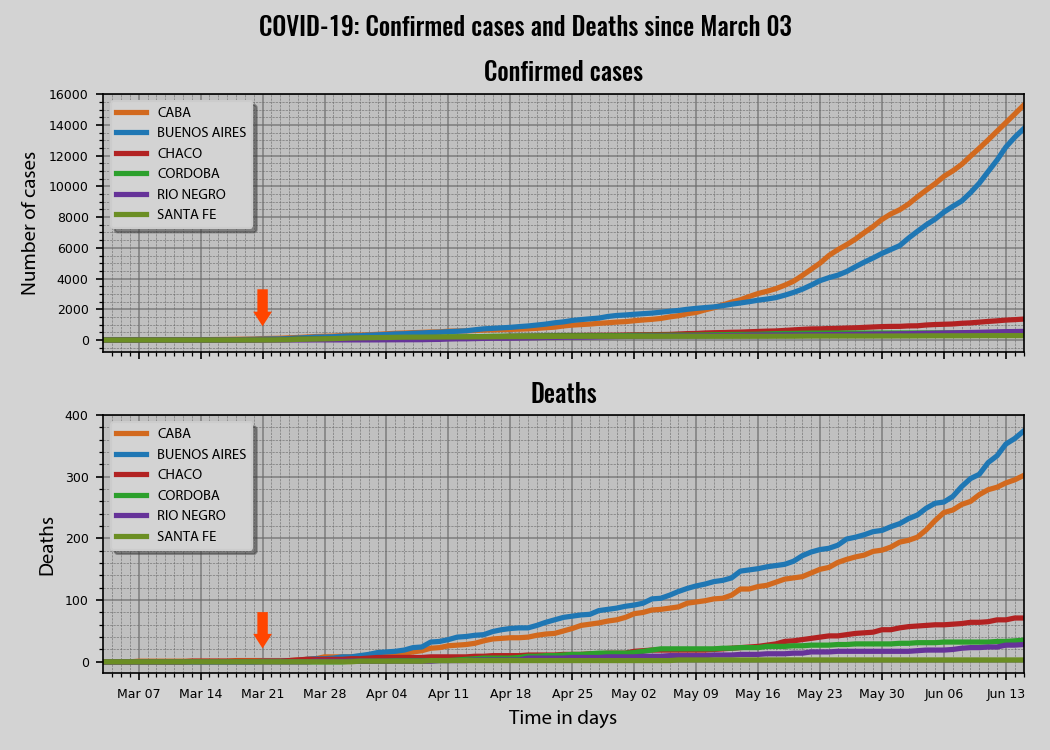 COVID-19: Confirmed cases and Deaths since March 03
Confirmed cases
16000
14000
12000
10000
8000
6000
4000
2000
0
Number of cases
CABA
BUENOS AIRES
CHACO
CORDOBA
RIO NEGRO
SANTA FE
Deaths
400
300
200
100
0
Deaths
CABA
BUENOS AIRES
CHACO
CORDOBA
RIO NEGRO
SANTA FE
Mar 07 Mar 14 Mar 21 Mar 28 Apr 04 Apr 11 Apr 18 Apr 25 May 02 May 09 May 16 May 23 May 30 Jun 06 Jun 13
Time in days